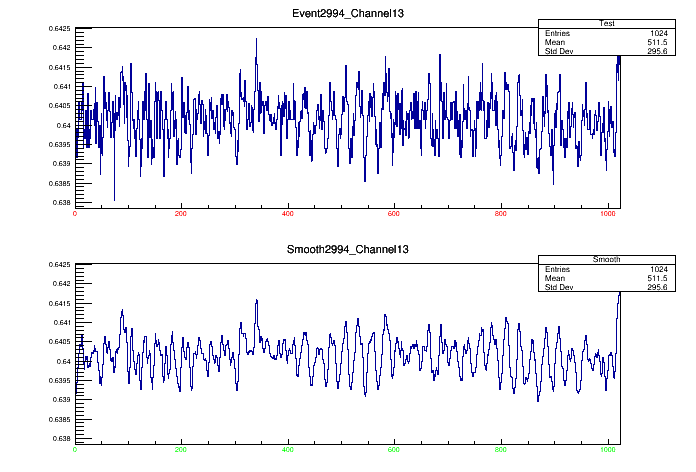 Event2994_Channel13
Test
Entries 1024
Mean 511.5
Std Dev 295.6
0.6425
0.642
0.6415
0.641
0.6405
0.64
0.6395
0.639
0.6385
0.638
0 200 400 600 800 1000
Smooth2994_Channel13
Smooth
Entries 1024
Mean 511.5
Std Dev 295.6
0.6425
0.642
0.6415
0.641
0.6405
0.64
0.6395
0.639
0.6385
0.638
0 200 400 600 800 1000